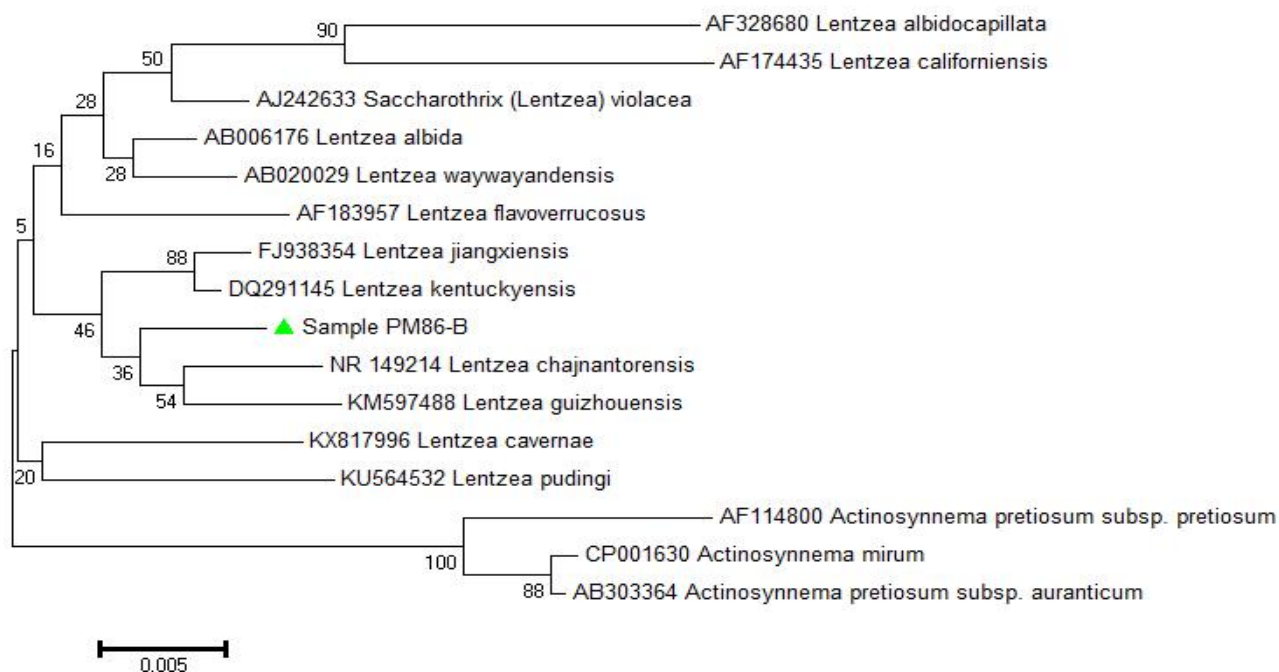 90
AF328680 Lentzea albidocapillata
50
AF174435 Lentzea californiensis
28
AJ242633 Saccharothrix (Lentzea) violacea
AB006176 Lentzea albida
16
28
AB020029 Lentzea waywayandensis
AF183957 Lentzea flavoverrucosus
5
88
FJ938354 Lentzea jiangxiensis
DQ291145 Lentzea kentuckyensis
46
Sample PM86-B
36
NR 149214 Lentzea chajnantorensis
54
KM597488 Lentzea guizhouensis
KX817996 Lentzea cavernae
20
KU564532 Lentzea pudingi
AF114800 Actinosynnema pretiosum subsp. pretiosum
100
CP001630 Actinosynnema mirum
88
AB303364 Actinosynnema pretiosum subsp. auranticum
0.005